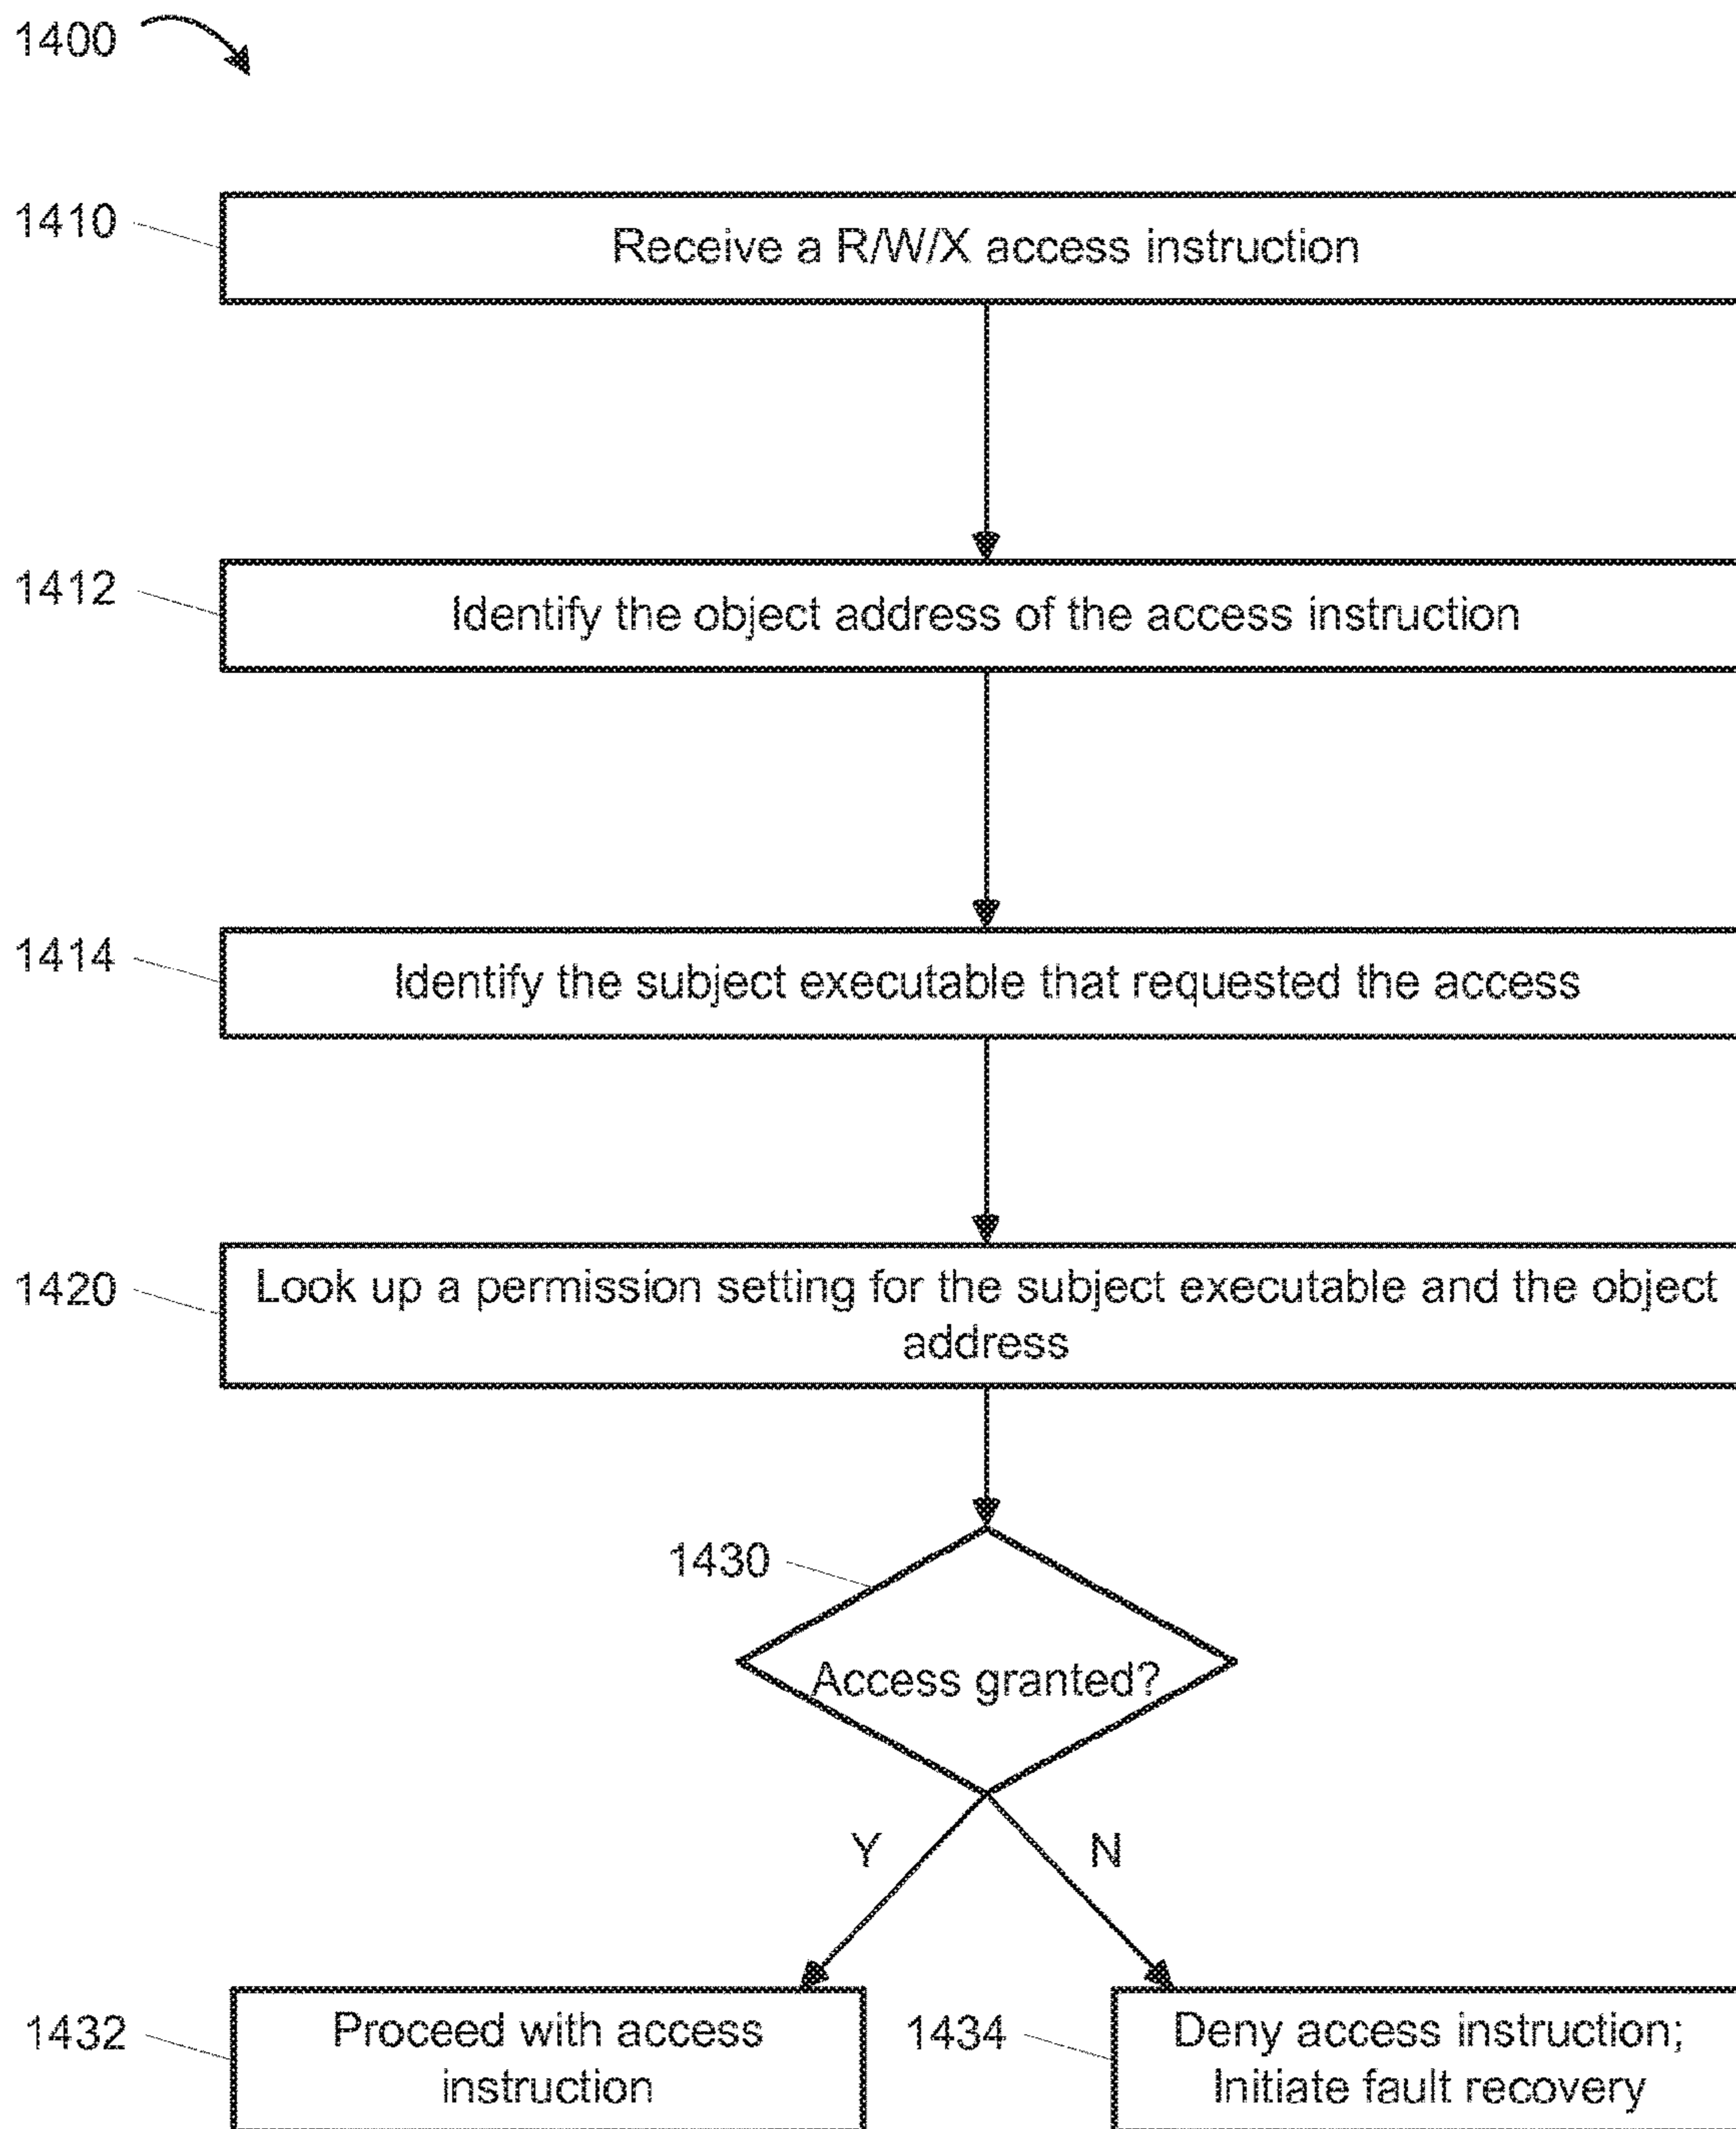 1400
1410
Receive a R/W/X access instruction
1412
Identify the object address of the access instruction
1414
Identify the subject executable that requested the access
1420
Look up a permission setting for the subject executable and the object
address
1430
Access granted?
Y
N
1432
Proceed with access
instruction
1434
Deny access instruction;
Initiate fault recovery